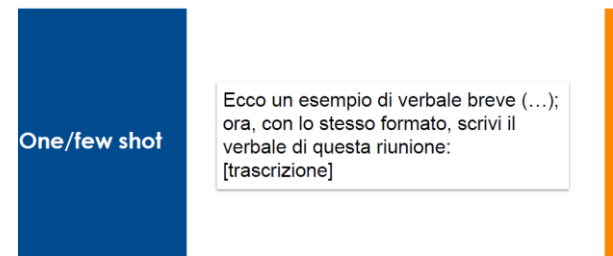 One/few shot
Ecco un esempio di verbale breve (…);
ora, con lo stesso formato, scrivi il
verbale di questa riunione:
[trascrizione]